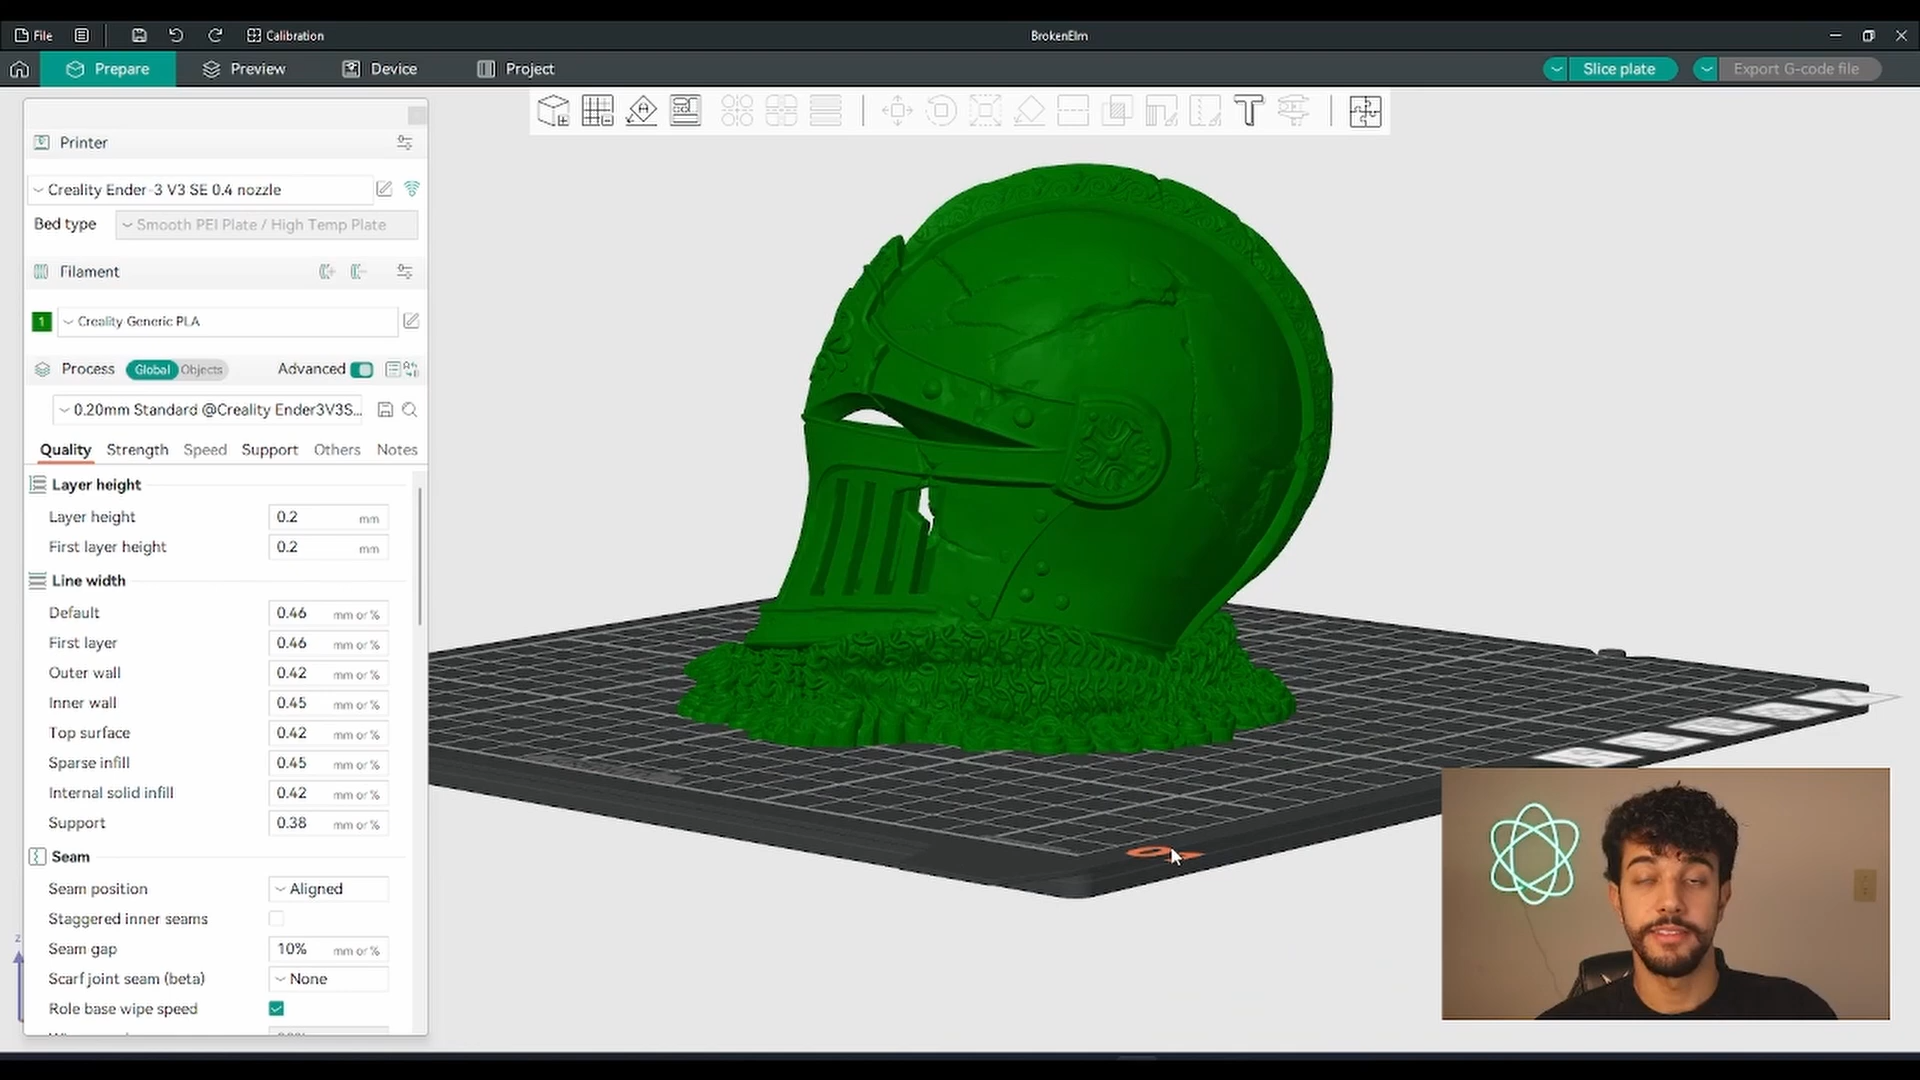 File
Calibration
BrokenElm
Prepare
Preview
Device
Project
Slice plate
Export G-code file
Printer
Creality Ender-3 V3 SE 0.4 nozzle
Bed type
Smooth PEI Plate / High Temp Plate
Filament
1
Creality Generic PLA
Process
Global
Objects
Advanced
0.20mm Standard @Creality Ender3V3S...
Quality
Strength
Speed
Support
Others
Notes
Layer height
Layer height 0.2 mm
First layer height 0.2 mm
Line width
Default 0.46 mm or %
First layer 0.46 mm or %
Outer wall 0.42 mm or %
Inner wall 0.45 mm or %
Top surface 0.42 mm or %
Sparse infill 0.45 mm or %
Internal solid infill 0.42 mm or %
Support 0.38 mm or %
Seam
Seam position Aligned
Staggered inner seams
Seam gap 10% mm or %
Scarf joint seam (beta) None
Role base wipe speed
z